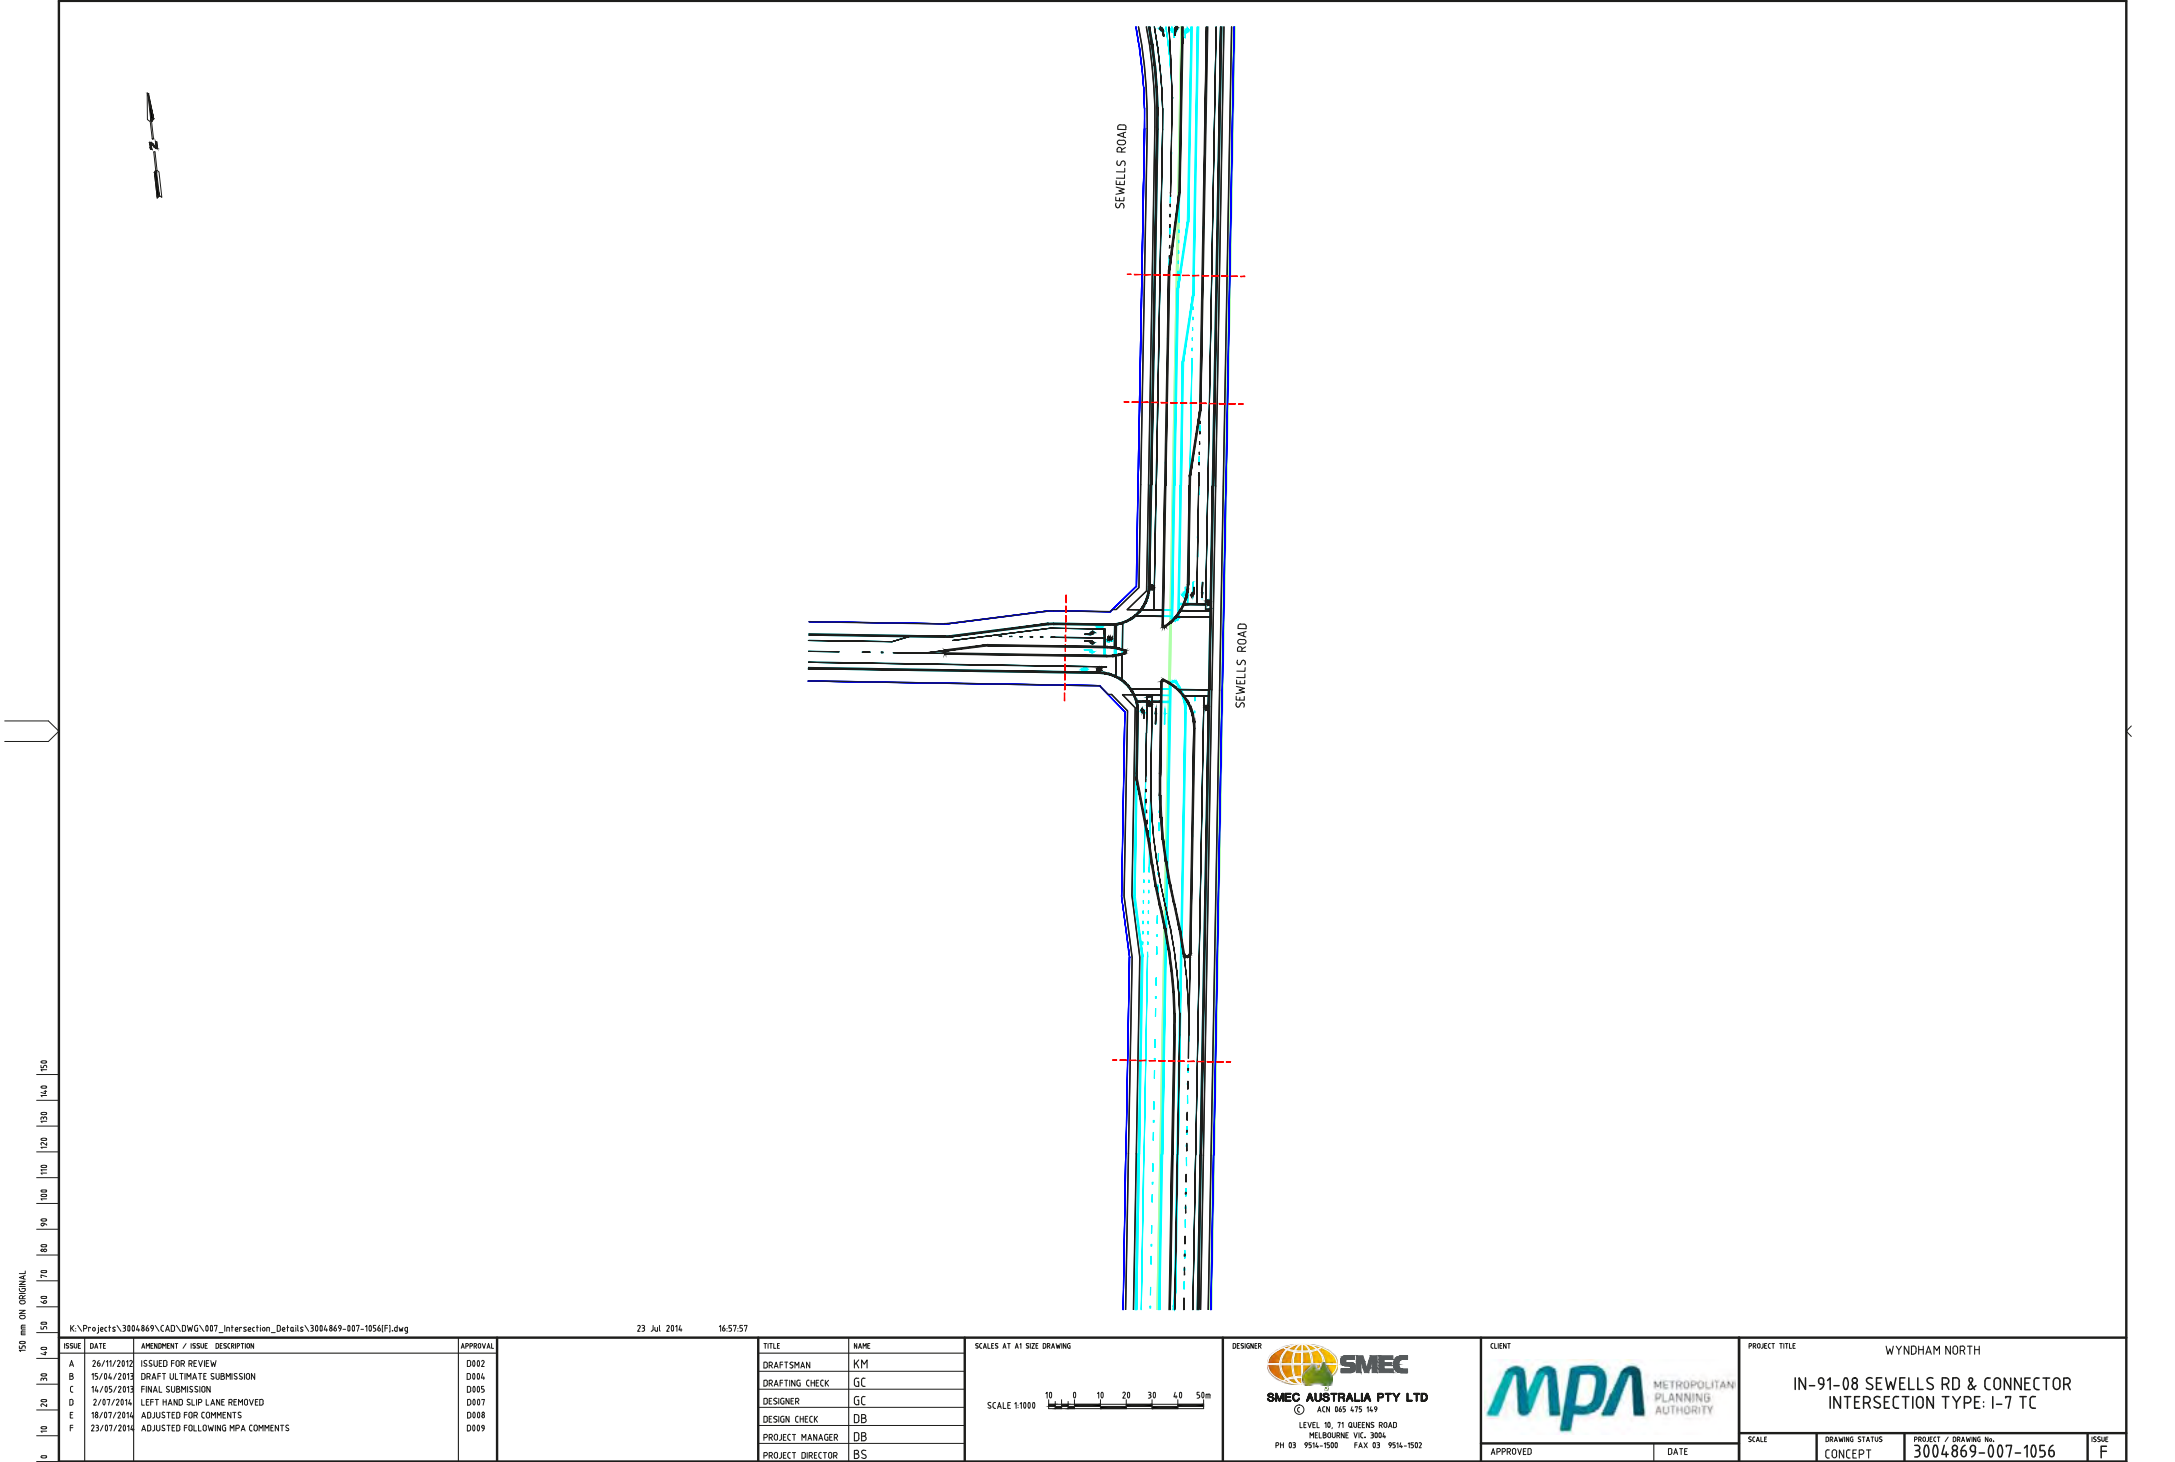 SEWELLS ROAD
N
SEWELLS ROAD
150 mm ON ORIGINAL
0 10 20 30 40 50 60 70 80 90 100 110 120 130 140 150
K:\Projects\3004869\CAD\DWG\007_Intersection_Details\3004869-007-1056[F].dwg 23 Jul 2014 16:57:57
ISSUE DATE AMENDMENT / ISSUE DESCRIPTION APPROVAL
A 26/11/2012 ISSUED FOR REVIEW D002
B 15/04/2013 DRAFT ULTIMATE SUBMISSION D004
C 14/05/2013 FINAL SUBMISSION D005
D 2/07/2014 LEFT HAND SLIP LANE REMOVED D007
E 18/07/2014 ADJUSTED FOR COMMENTS D008
F 23/07/2014 ADJUSTED FOLLOWING MPA COMMENTS D009
TITLE NAME
DRAFTSMAN KM
DRAFTING CHECK GC
DESIGNER GC
DESIGN CHECK DB
PROJECT MANAGER DB
PROJECT DIRECTOR BS
SCALES AT A1 SIZE DRAWING
10 0 10 20 30 40 50m
SCALE 1:1000
DESIGNER
SMEC
SMEC AUSTRALIA PTY LTD
© ACN 065 475 149
LEVEL 10, 71 QUEENS ROAD
MELBOURNE VIC. 3004
PH 03 9514-1500 FAX 03 9514-1502
CLIENT
MPA
METROPOLITAN
PLANNING
AUTHORITY
APPROVED DATE
PROJECT TITLE
WYNDHAM NORTH
IN-91-08 SEWELLS RD & CONNECTOR
INTERSECTION TYPE: I-7 TC
SCALE
DRAWING STATUS
CONCEPT
PROJECT / DRAWING No.
3004869-007-1056
ISSUE
F